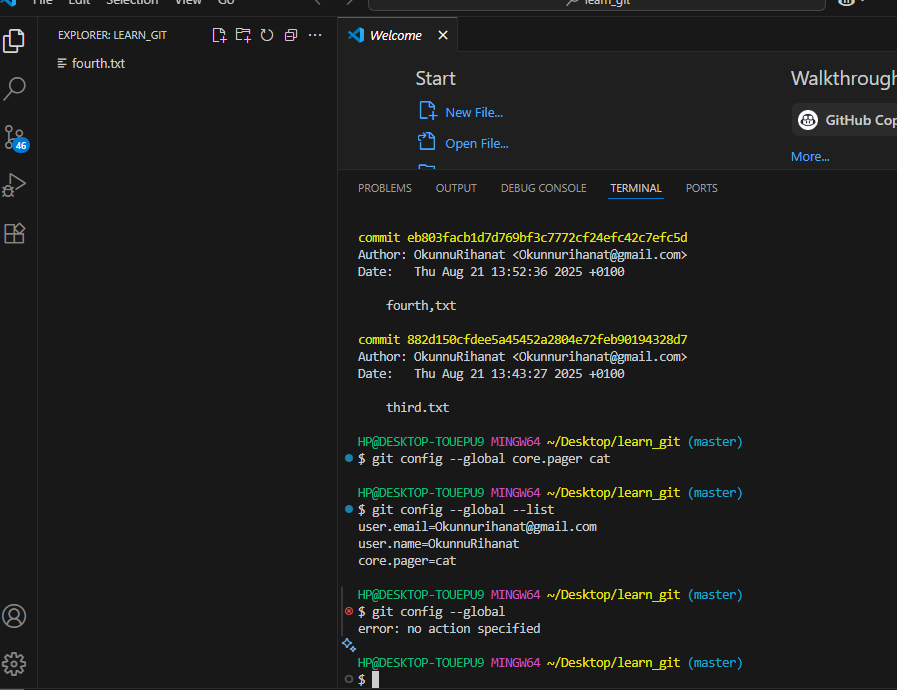 File Edit Selection View Go
learn_git
EXPLORER: LEARN_GIT
fourth.txt
46
Welcome
Start
New File...
Open File...
Walkthrough
GitHub Cop
More...
PROBLEMS OUTPUT DEBUG CONSOLE TERMINAL PORTS
commit eb803facb1d7d769bf3c7772cf24efc42c7efc5d
Author: OkunnuRihanat <Okunnurihanat@gmail.com>
Date:   Thu Aug 21 13:52:36 2025 +0100
fourth,txt
commit 882d150cfdee5a45452a2804e72feb90194328d7
Author: OkunnuRihanat <Okunnurihanat@gmail.com>
Date:   Thu Aug 21 13:43:27 2025 +0100
third.txt
HP@DESKTOP-TOUEPU9 MINGW64 ~/Desktop/learn_git (master)
$ git config --global core.pager cat
HP@DESKTOP-TOUEPU9 MINGW64 ~/Desktop/learn_git (master)
$ git config --global --list
user.email=Okunnurihanat@gmail.com
user.name=OkunnuRihanat
core.pager=cat
HP@DESKTOP-TOUEPU9 MINGW64 ~/Desktop/learn_git (master)
$ git config --global
error: no action specified
HP@DESKTOP-TOUEPU9 MINGW64 ~/Desktop/learn_git (master)
$